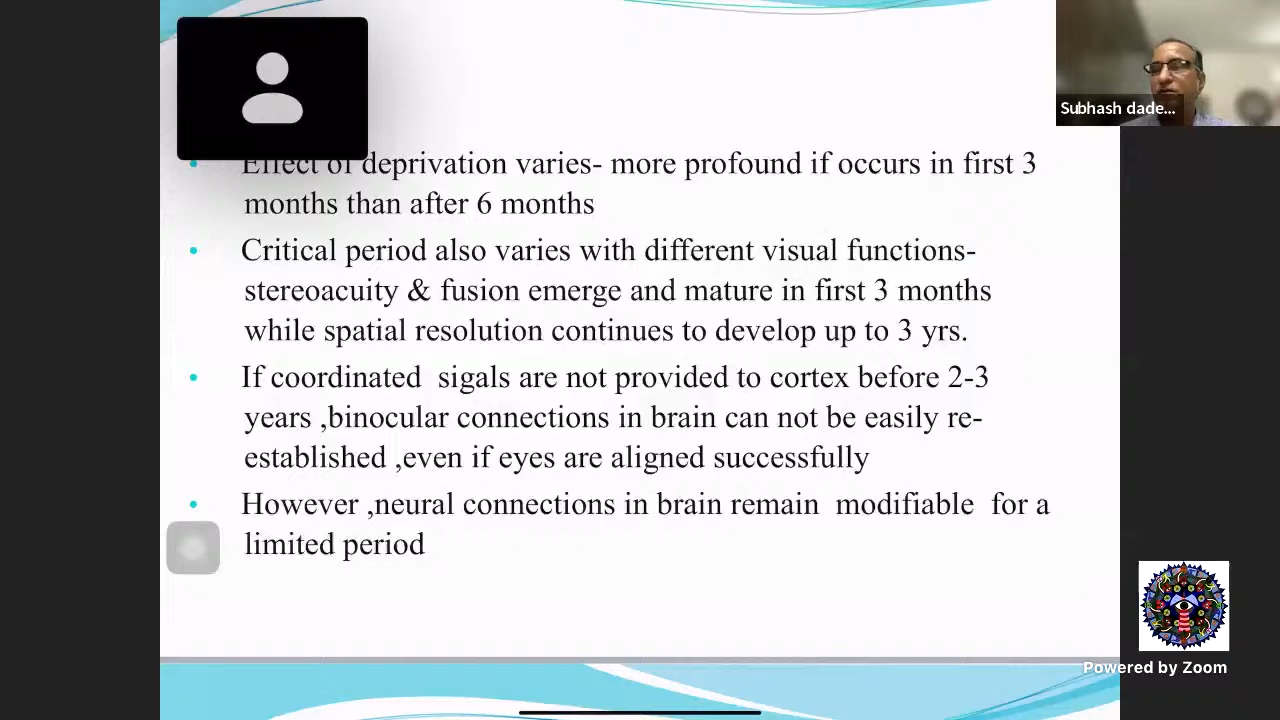 Subhash dade...
Effect of deprivation varies- more profound if occurs in first 3
months than after 6 months
Critical period also varies with different visual functions-
stereoacuity & fusion emerge and mature in first 3 months
while spatial resolution continues to develop up to 3 yrs.
If coordinated sigals are not provided to cortex before 2-3
years ,binocular connections in brain can not be easily re-
established ,even if eyes are aligned successfully
However ,neural connections in brain remain modifiable for a
limited period
Powered by Zoom